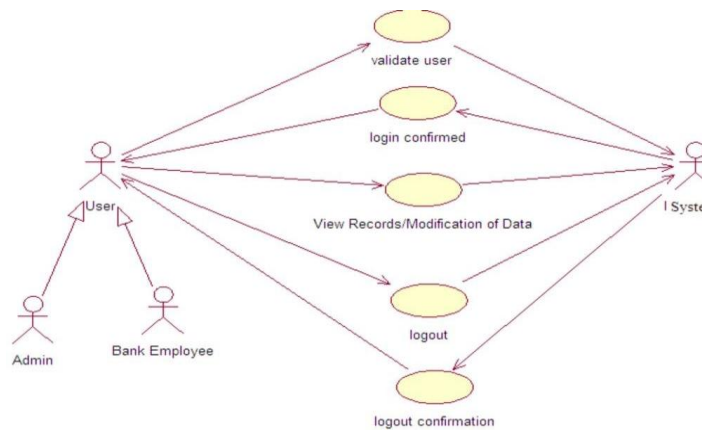 validate user
login confirmed
User
View Records/Modification of Data
logout
Admin
Bank Employee
logout confirmation